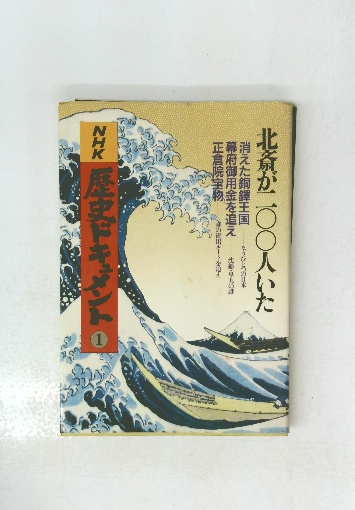 北斎が一〇〇人いた
消えた銅鐸王国
幕府御用金を追え
正倉院宝物
NHK
歴史ドキュメント
1